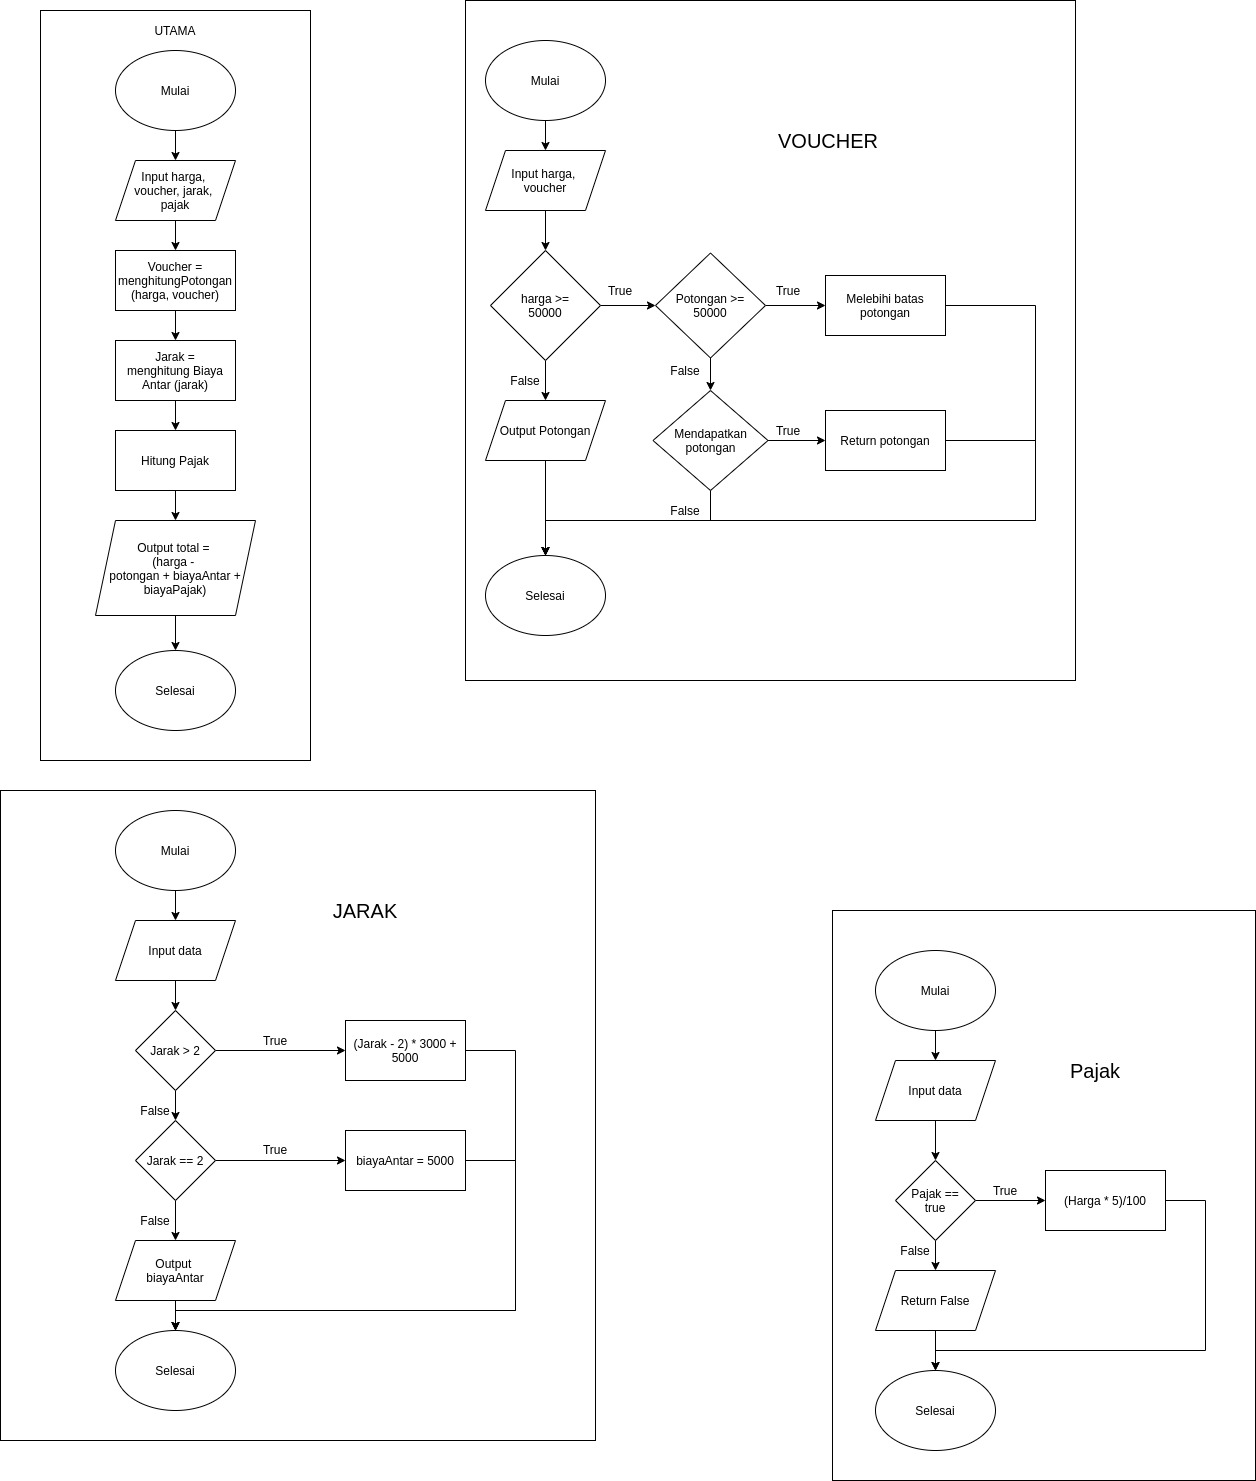 UTAMA
Mulai
Input harga,
voucher, jarak,
pajak
Voucher =
menghitungPotongan
(harga, voucher)
Jarak =
menghitung Biaya
Antar (jarak)
Hitung Pajak
Output total =
(harga -
potongan + biayaAntar +
biayaPajak)
Selesai
VOUCHER
Mulai
Input harga,
voucher
harga >=
50000
True
Potongan >=
50000
True
Melebihi batas
potongan
False
Output Potongan
False
Mendapatkan
potongan
True
Return potongan
False
Selesai
JARAK
Mulai
Input data
Jarak > 2
True
(Jarak - 2) * 3000 +
5000
False
Jarak == 2
True
biayaAntar = 5000
False
Output
biayaAntar
Selesai
Pajak
Mulai
Input data
Pajak ==
true
True
(Harga * 5)/100
False
Return False
Selesai